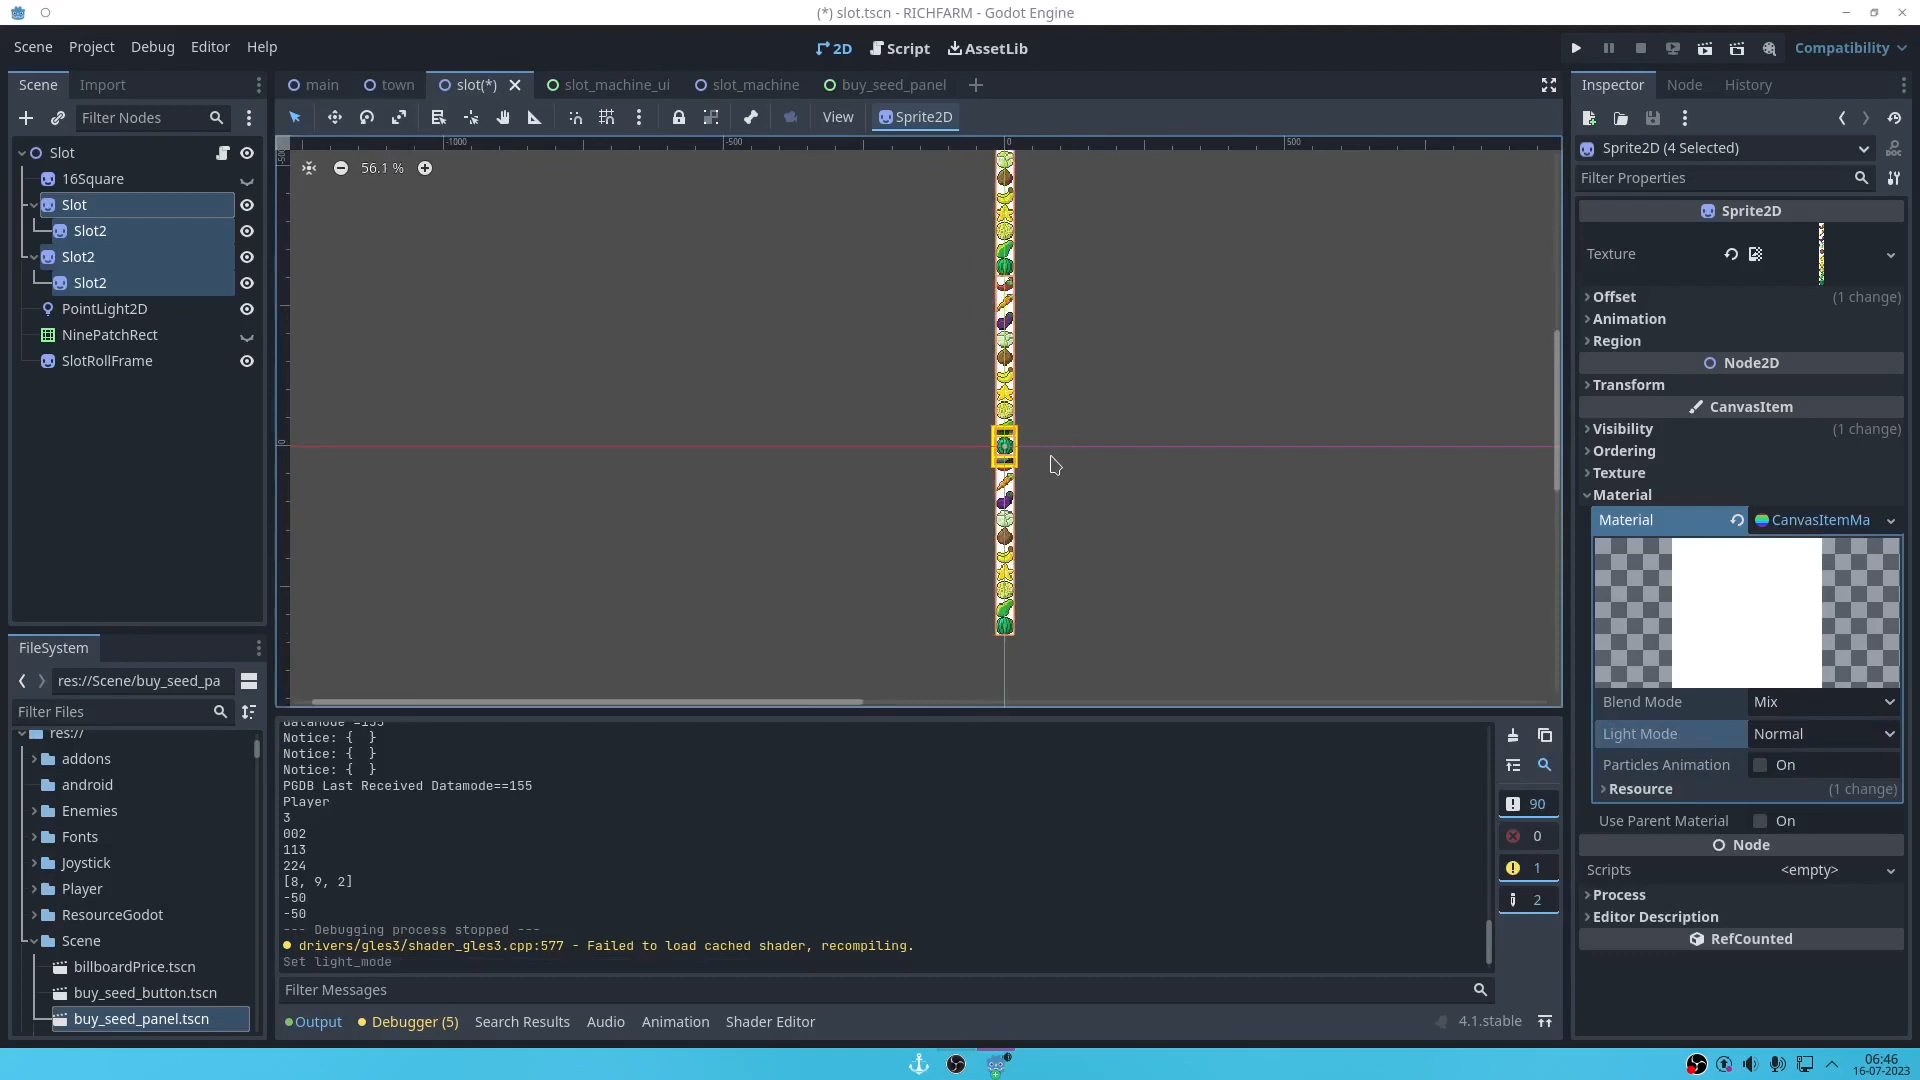 (*) slot.tscn - RICHFARM - Godot Engine
Scene Project Debug Editor Help
2D Script AssetLib
Compatibility
Scene Import
main town slot(*) slot_machine_ui slot_machine buy_seed_panel
Inspector Node History
Filter Nodes
View Sprite2D
-1000 -500 0 500
56.1 %
Slot
16Square
Slot
Slot2
Slot2
Slot2
PointLight2D
NinePatchRect
SlotRollFrame
Sprite2D (4 Selected)
DOC
Filter Properties
Sprite2D
Texture
Offset (1 change)
Animation
Region
Node2D
Transform
CanvasItem
Visibility (1 change)
Ordering
Texture
Material
Material CanvasItemMa
Blend Mode Mix
Light Mode Normal
Particles Animation On
Resource (1 change)
Use Parent Material On
Node
Scripts <empty>
Process
Editor Description
RefCounted
FileSystem
res://Scene/buy_seed_pa
Filter Files
res://
addons
android
Enemies
Fonts
Joystick
Player
ResourceGodot
Scene
billboardPrice.tscn
buy_seed_button.tscn
buy_seed_panel.tscn
datamode =155
Notice: { }
Notice: { }
Notice: { }
PGDB Last Received Datamode==155
Player
3
002
113
224
[8, 9, 2]
-50
-50
--- Debugging process stopped ---
drivers/gles3/shader_gles3.cpp:577 - Failed to load cached shader, recompiling.
Set light_mode
90
0
1
2
Filter Messages
Output Debugger (5) Search Results Audio Animation Shader Editor
4.1.stable
06:46
16-07-2023